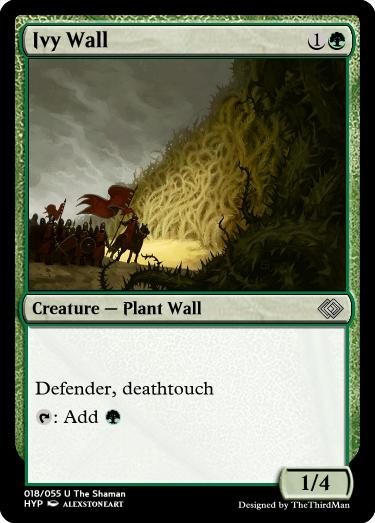 Ivy Wall 1
Creature — Plant Wall
Defender, deathtouch
: Add
1/4
018/055 U The Shaman
HYP ALEXSTONEART
Designed by TheThirdMan